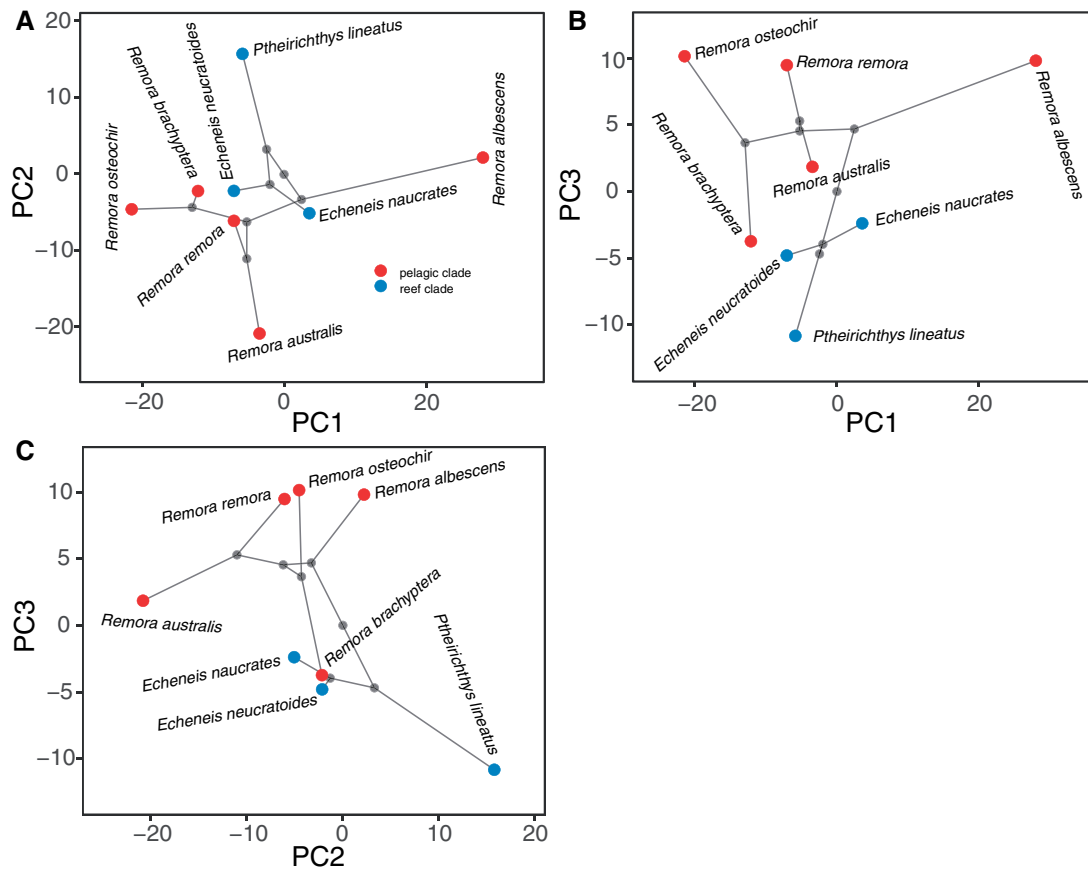 A
20
10
0
−10
−20
PC2
Remora osteochir
Remora brachyptera
Echeneis neucratoides
Ptheirichthys lineatus
Remora albescens
Echeneis naucrates
Remora remora
pelagic clade
reef clade
Remora australis
−20
0
20
PC1
B
10
5
0
−5
−10
PC3
Remora osteochir
Remora remora
Remora albescens
Remora brachyptera
Remora australis
Echeneis naucrates
Echeneis neucratoides
Ptheirichthys lineatus
−20
0
20
PC1
C
10
5
0
−5
−10
PC3
Remora osteochir
Remora remora
Remora albescens
Remora australis
Remora brachyptera
Ptheirichthys lineatus
Echeneis naucrates
Echeneis neucratoides
−20
−10
0
10
20
PC2